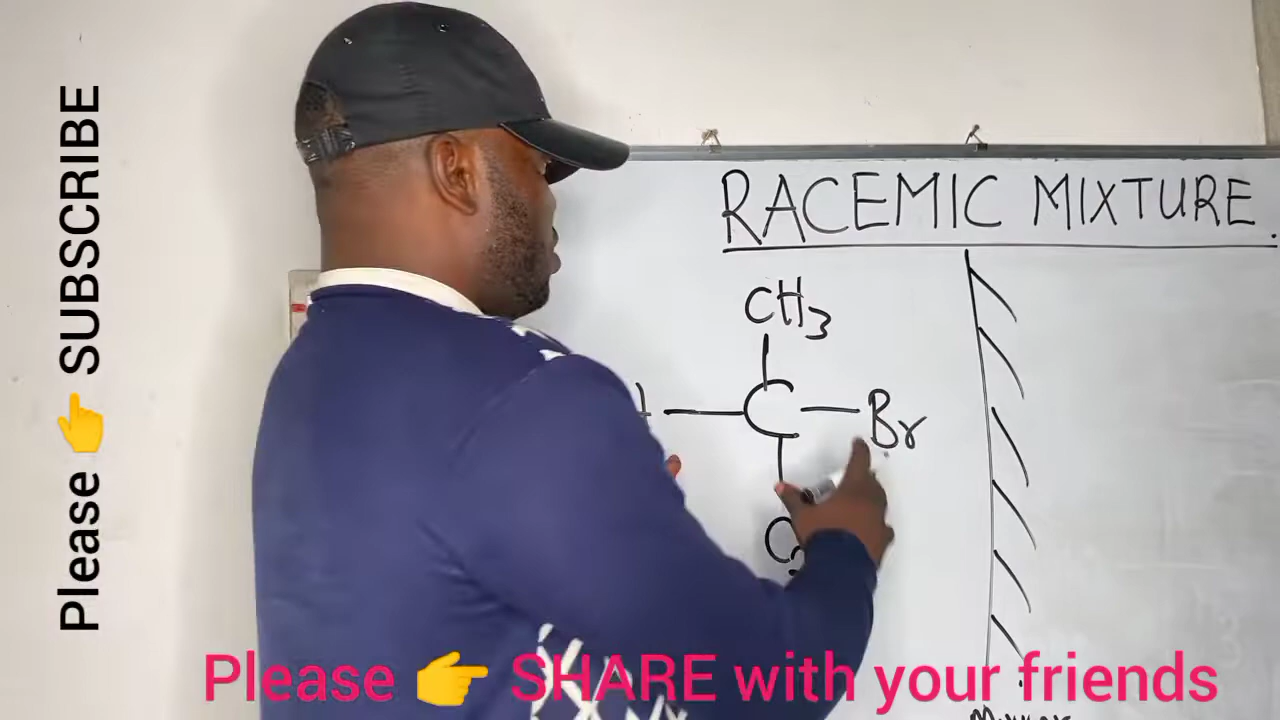 Please 👉 SUBSCRIBE
RACEMIC MIXTURE.
CH3
C
Br
Please 👉 SHARE with your friends